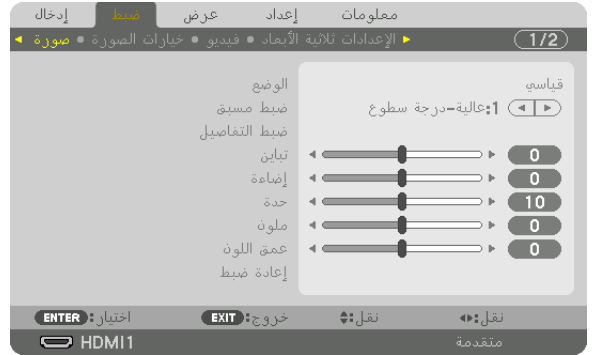 إدخال ضبط عرض إعداد معلومات
صورة • خيارات الصورة • فيديو • الإعدادات ثلاثية الأبعاد 1/2
الوضع قياسي
ضبط مسبق 1:عالية-درجة سطوع
ضبط التفاصيل
تباين 0
إضاءة 0
حدة 10
ملون 0
عمق اللون 0
إعادة ضبط
ENTER:اختيار EXIT:خروج نقل: نقل:
HDMI1 متقدمة